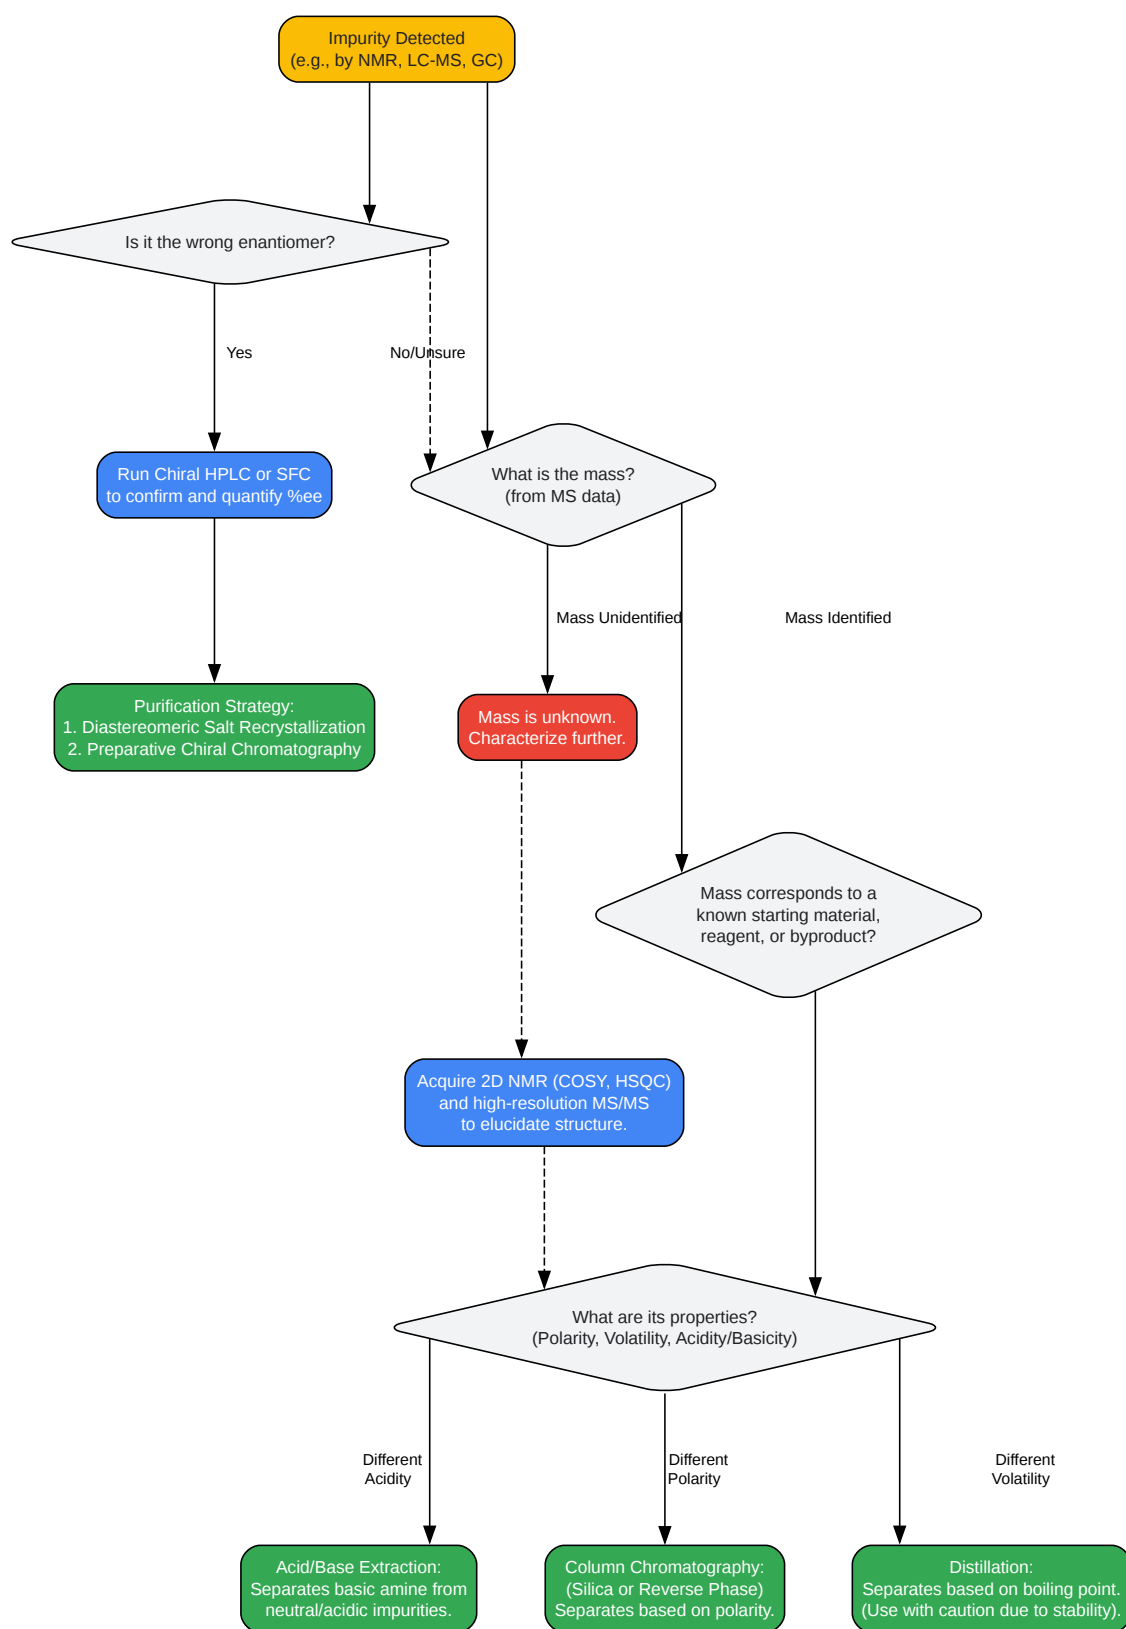 Impurity Detected
(e.g., by NMR, LC-MS, GC)
Is it the wrong enantiomer?
Yes
No/Unsure
Run Chiral HPLC or SFC
to confirm and quantify %ee
What is the mass?
(from MS data)
Mass Unidentified
Mass Identified
Purification Strategy:
1. Diastereomeric Salt Recrystallization
2. Preparative Chiral Chromatography
Mass is unknown.
Characterize further.
Mass corresponds to a
known starting material,
reagent, or byproduct?
Acquire 2D NMR (COSY, HSQC)
and high-resolution MS/MS
to elucidate structure.
What are its properties?
(Polarity, Volatility, Acidity/Basicity)
Different
Acidity
Different
Polarity
Different
Volatility
Acid/Base Extraction:
Separates basic amine from
neutral/acidic impurities.
Column Chromatography:
(Silica or Reverse Phase)
Separates based on polarity.
Distillation:
Separates based on boiling point.
(Use with caution due to stability).